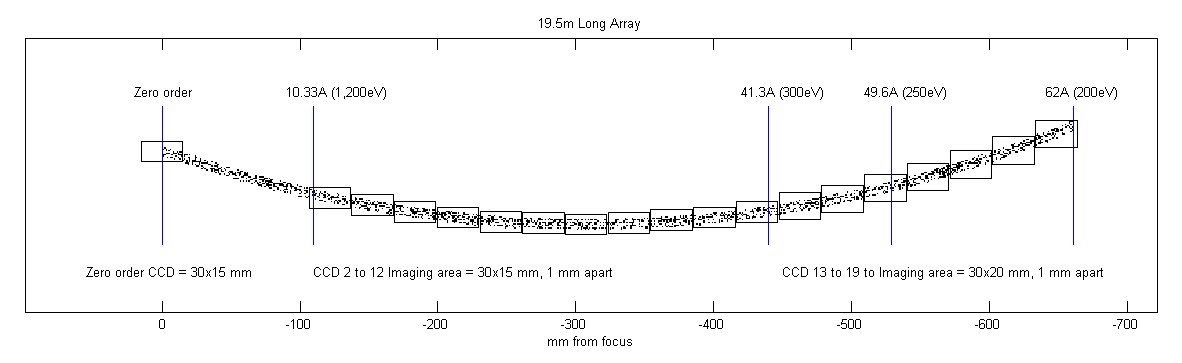 19.5m Long Array
Zero order
10.33A (1,200eV)
41.3A (300eV)
49.6A (250eV)
62A (200eV)
Zero order CCD = 30x15 mm
CCD 2 to 12 Imaging area = 30x15 mm, 1 mm apart
CCD 13 to 19 to Imaging area = 30x20 mm, 1 mm apart
0
-100
-200
-300
-400
-500
-600
-700
mm from focus